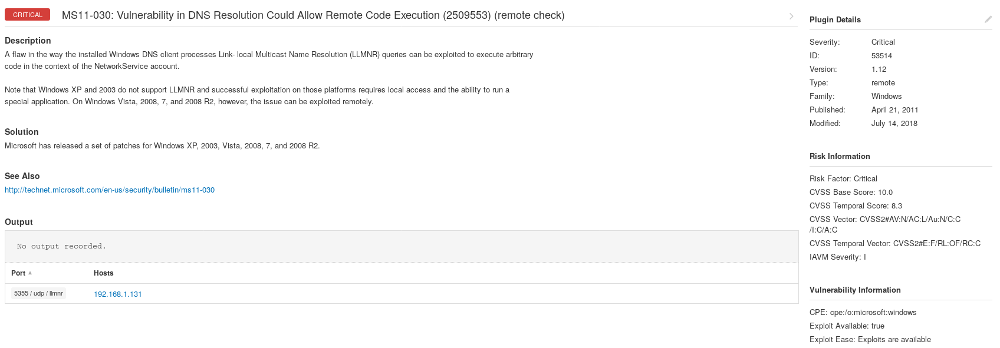 CRITICAL
MS11-030: Vulnerability in DNS Resolution Could Allow Remote Code Execution (2509553) (remote check)
Description
A flaw in the way the installed Windows DNS client processes Link- local Multicast Name Resolution (LLMNR) queries can be exploited to execute arbitrary
code in the context of the NetworkService account.
Note that Windows XP and 2003 do not support LLMNR and successful exploitation on those platforms requires local access and the ability to run a
special application. On Windows Vista, 2008, 7, and 2008 R2, however, the issue can be exploited remotely.
Solution
Microsoft has released a set of patches for Windows XP, 2003, Vista, 2008, 7, and 2008 R2.
See Also
http://technet.microsoft.com/en-us/security/bulletin/ms11-030
Output
No output recorded.
Port ▲ Hosts
5355 / udp / llmnr 192.168.1.131
Plugin Details
Severity: Critical
ID: 53514
Version: 1.12
Type: remote
Family: Windows
Published: April 21, 2011
Modified: July 14, 2018
Risk Information
Risk Factor: Critical
CVSS Base Score: 10.0
CVSS Temporal Score: 8.3
CVSS Vector: CVSS2#AV:N/AC:L/Au:N/C:C
/I:C/A:C
CVSS Temporal Vector: CVSS2#E:F/RL:OF/RC:C
IAVM Severity: I
Vulnerability Information
CPE: cpe:/o:microsoft:windows
Exploit Available: true
Exploit Ease: Exploits are available